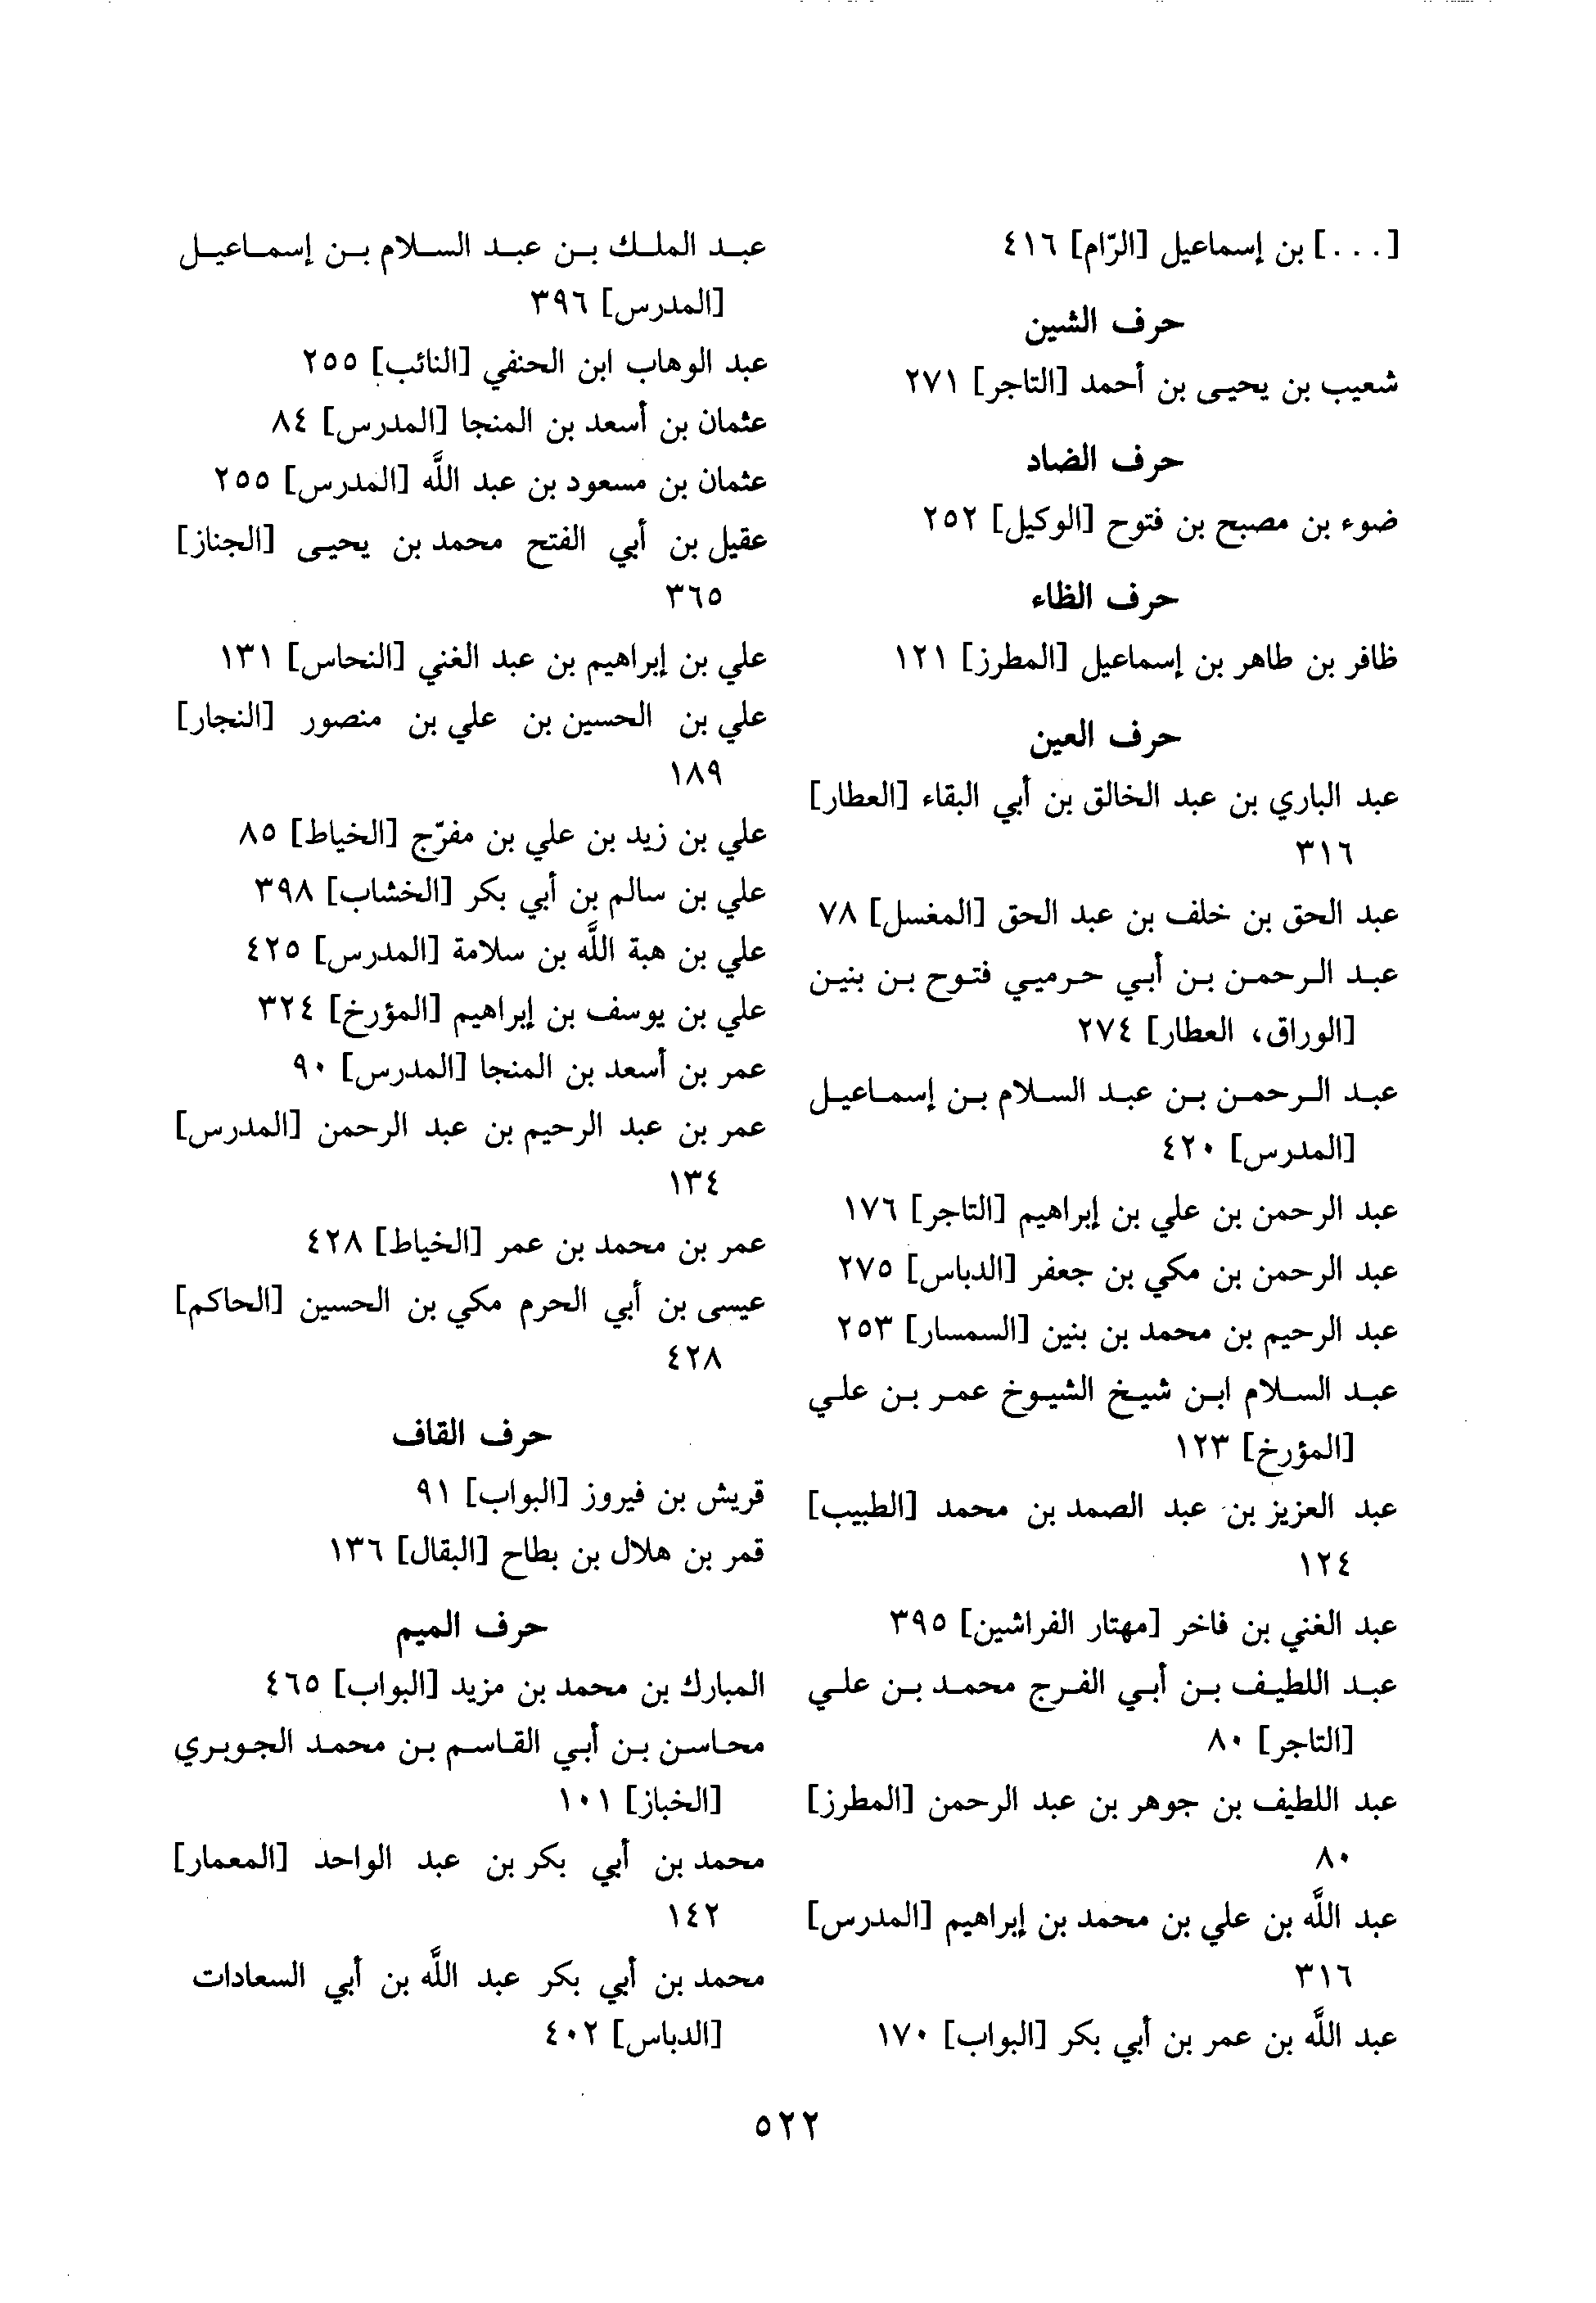 [...] بن إسماعيل [الرّام] ٤١٦
حرف الشين
شعيب بن يحيى بن أحمد [التاجر] ٢٧١
حرف الضاد
ضوء بن مصبح بن فتوح [الوكيل] ٢٥٢
حرف الظاء
ظافر بن طاهر بن إسماعيل [المطرز] ١٢١
حرف العين
عبد الباري بن عبد الخالق بن أبي البقاء [العطار]
٣١٦
عبد الحق بن خلف بن عبد الحق [المغسل] ٧٨
عبد الرحمن بن أبي حرميي فتوح بن بنين
[الوراق، العطار] ٢٧٤
عبد الرحمن بن عبد السلام بن إسماعيل
[المدرس] ٤٢٠
عبد الرحمن بن علي بن إبراهيم [التاجر] ١٧٦
عبد الرحمن بن مكي بن جعفر [الدباس] ٢٧٥
عبد الرحيم بن محمد بن بنين [السمسار] ٢٥٣
عبد السلام ابن شيخ الشيوخ عمر بن علي
[المؤرخ] ١٢٣
عبد العزيز بن عبد الصمد بن محمد [الطبيب]
١٢٤
عبد الغني بن فاخر [مهتار الفراشين] ٣٩٥
عبد اللطيف بن أبي الفرج محمد بن علي
[التاجر] ٨٠
عبد اللطيف بن جوهر بن عبد الرحمن [المطرز]
٨٠
عبد اللَّه بن علي بن محمد بن إبراهيم [المدرس]
٣١٦
عبد اللَّه بن عمر بن أبي بكر [البواب] ١٧٠
عبد الملك بن عبد السلام بن إسماعيل
[المدرس] ٣٩٦
عبد الوهاب ابن الحنفي [النائب] ٢٥٥
عثمان بن أسعد بن المنجا [المدرس] ٨٤
عثمان بن مسعود بن عبد اللَّه [المدرس] ٢٥٥
عقيل بن أبي الفتح محمد بن يحيى [الجناز]
٣٦٥
علي بن إبراهيم بن عبد الغني [النحاس] ١٣١
علي بن الحسين بن علي بن منصور [النجار]
١٨٩
علي بن زيد بن علي بن مفرّج [الخياط] ٨٥
علي بن سالم بن أبي بكر [الخشاب] ٣٩٨
علي بن هبة اللَّه بن سلامة [المدرس] ٤٢٥
علي بن يوسف بن إبراهيم [المؤرخ] ٣٢٤
عمر بن أسعد بن المنجا [المدرس] ٩٠
عمر بن عبد الرحيم بن عبد الرحمن [المدرس]
١٣٤
عمر بن محمد بن عمر [الخياط] ٤٢٨
عيسى بن أبي الحرم مكي بن الحسين [الحاكم]
٤٢٨
حرف القاف
قريش بن فيروز [البواب] ٩١
قمر بن هلال بن بطاح [البقال] ١٣٦
حرف الميم
المبارك بن محمد بن مزيد [البواب] ٤٦٥
محاسن بن أبي القاسم بن محمد الجوبري
[الخباز] ١٠١
محمد بن أبي بكر بن عبد الواحد [المعمار]
١٤٢
محمد بن أبي بكر عبد اللَّه بن أبي السعادات
[الدباس] ٤٠٢
٥٢٢